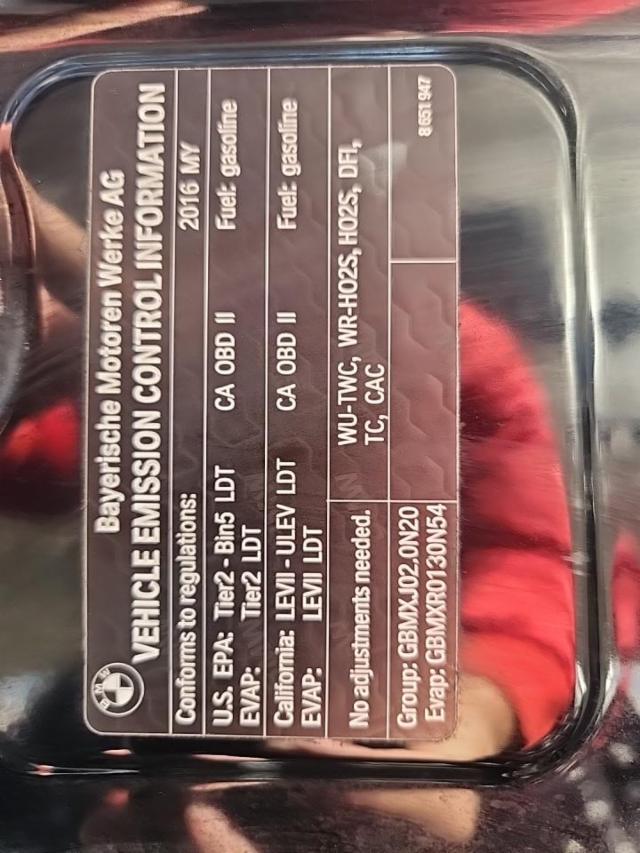 BMW
Bayerische Motoren Werke AG
VEHICLE EMISSION CONTROL INFORMATION
Conforms to regulations: 2016 MY
U.S. EPA: Tier2 - Bin5 LDT CA OBD II Fuel: gasoline
EVAP: Tier2 LDT
California: LEVII - ULEV LDT CA OBD II Fuel: gasoline
EVAP: LEVII LDT
No adjustments needed. WU-TWC, WR-HO2S, HO2S, DFI,
TC, CAC
Group: GBMXJ02.0N20
Evap: GBMXR0130N54
8 651 947